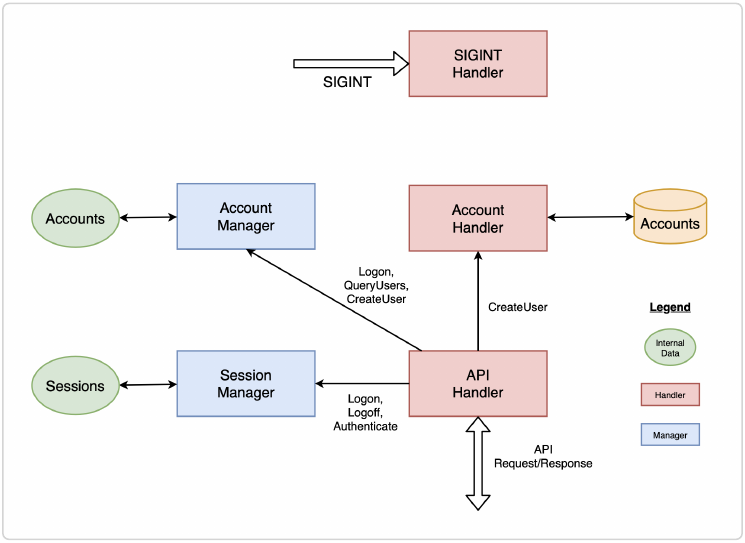 SIGINT
Handler
SIGINT
Accounts
Account
Manager
Account
Handler
Accounts
Logon,
QueryUsers,
CreateUser
CreateUser
Legend
Internal
Data
Sessions
Session
Manager
API
Handler
Handler
Logon,
Logoff,
Authenticate
Manager
API
Request/Response